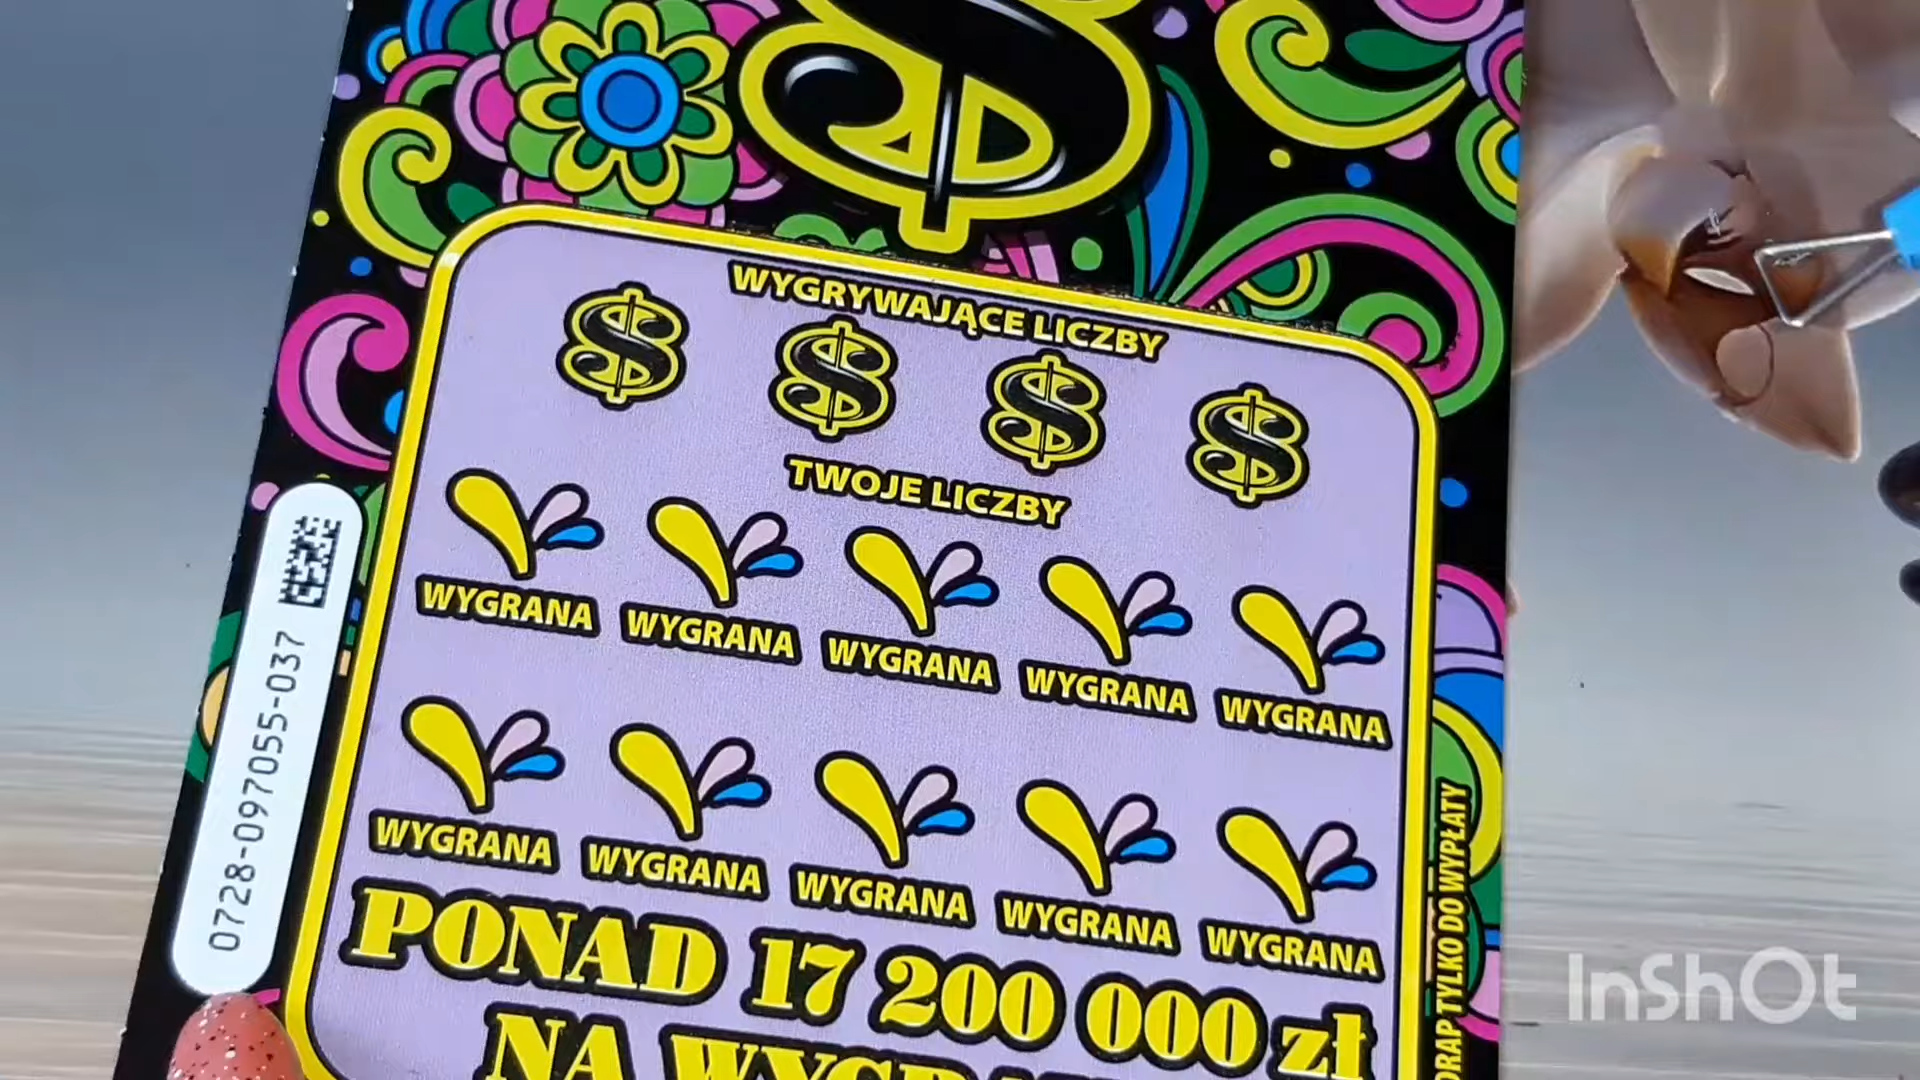 WYGRYWAJĄCE LICZBY
TWOJE LICZBY
WYGRANA WYGRANA WYGRANA WYGRANA WYGRANA
WYGRANA WYGRANA WYGRANA WYGRANA WYGRANA
PONAD 17 200 000 zł
NA
0728-097055-037
TYLKO DO WYPŁATY
InShOt